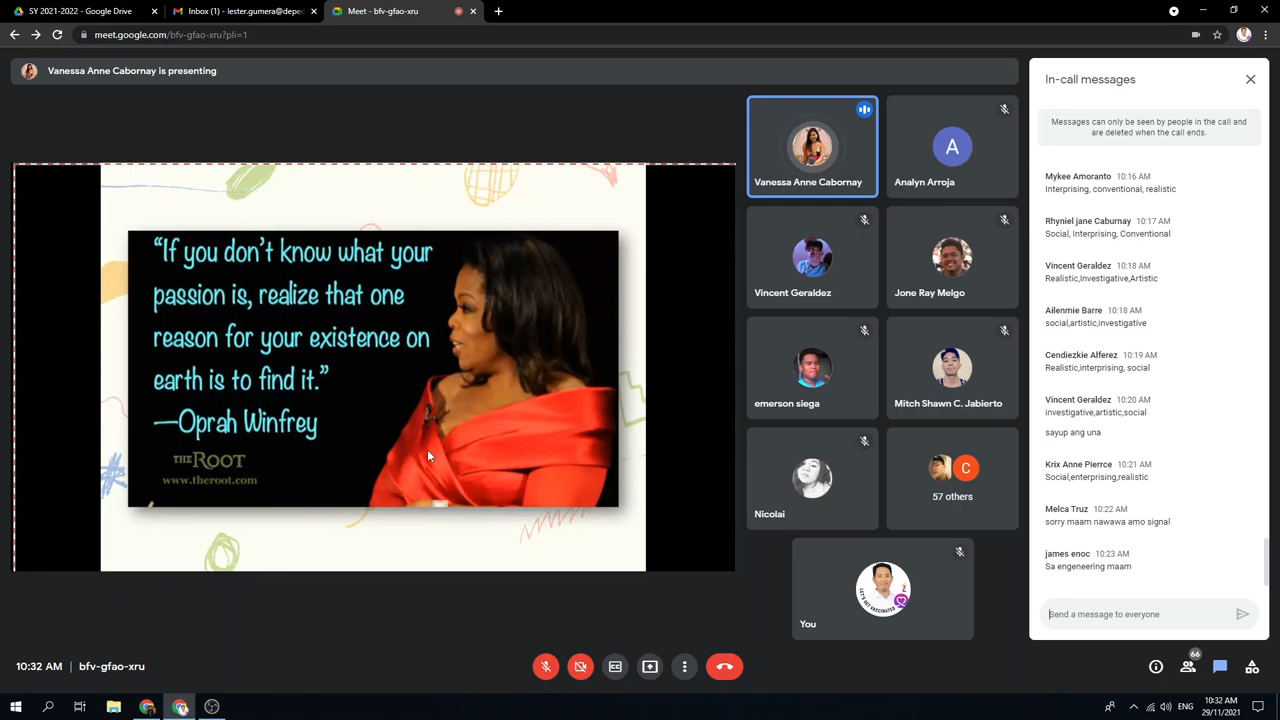 SY 2021-2022 - Google Drive
Inbox (1) - lester.gumera@depe
Meet - bfv-gfao-xru
meet.google.com/bfv-gfao-xru?pli=1
Vanessa Anne Cabornay is presenting
“If you don’t know what your
passion is, realize that one
reason for your existence on
earth is to find it.”
—Oprah Winfrey
THE ROOT
www.theroot.com
Vanessa Anne Cabornay
A
Analyn Arroja
Vincent Geraldez
Jone Ray Melgo
emerson siega
Mitch Shawn C. Jabierto
Nicolai
C
57 others
LET'S GET VACCINATED
You
In-call messages
Messages can only be seen by people in the call and
are deleted when the call ends.
Mykee Amoranto 10:16 AM
Interprising, conventional, realistic
Rhyniel jane Caburnay 10:17 AM
Social, Interprising, Conventional
Vincent Geraldez 10:18 AM
Realistic,Investigative,Artistic
Ailenmie Barre 10:18 AM
social,artistic,investigative
Cendiezkie Alferez 10:19 AM
Realistic,interprising, social
Vincent Geraldez 10:20 AM
investigative,artistic,social
sayup ang una
Krix Anne Pierrce 10:21 AM
Social,enterprising,realistic
Melca Truz 10:22 AM
sorry maam nawawa amo signal
james enoc 10:23 AM
Sa engeneering maam
Send a message to everyone
10:32 AM | bfv-gfao-xru
66
ENG
10:32 AM
29/11/2021